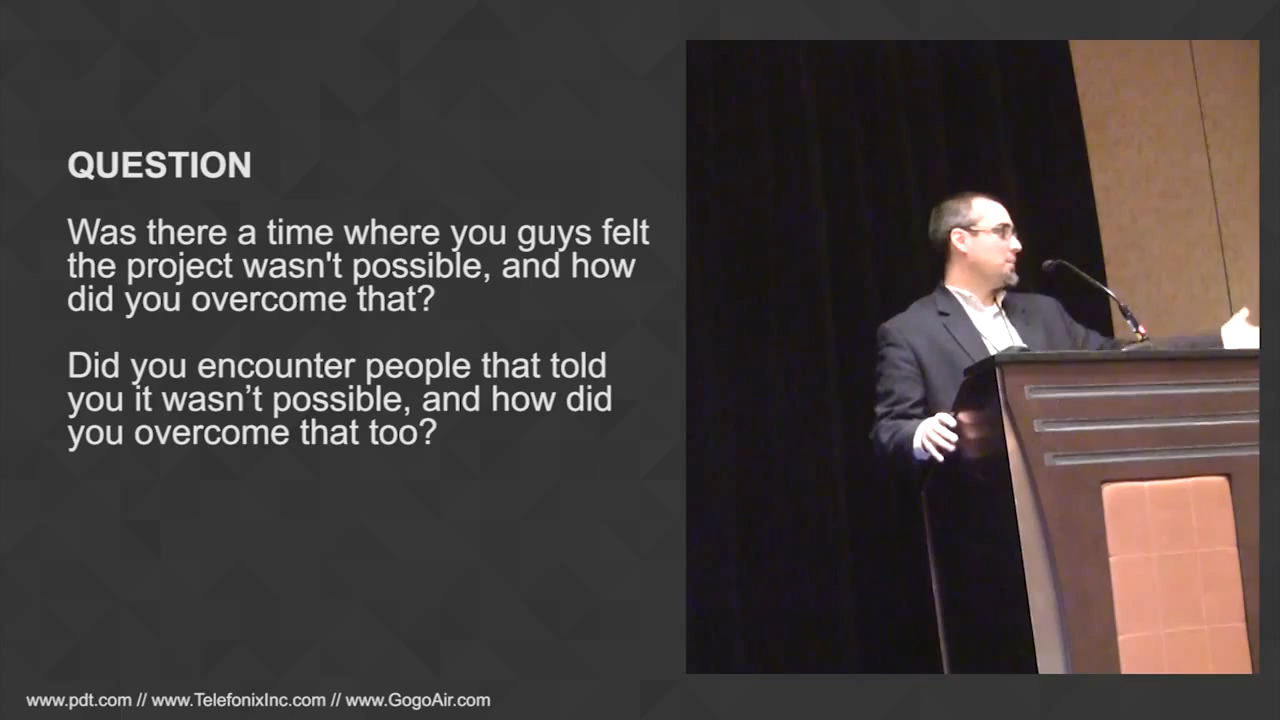 QUESTION
Was there a time where you guys felt
the project wasn't possible, and how
did you overcome that?
Did you encounter people that told
you it wasn’t possible, and how did
you overcome that too?
www.pdt.com // www.TelefonixInc.com // www.GogoAir.com